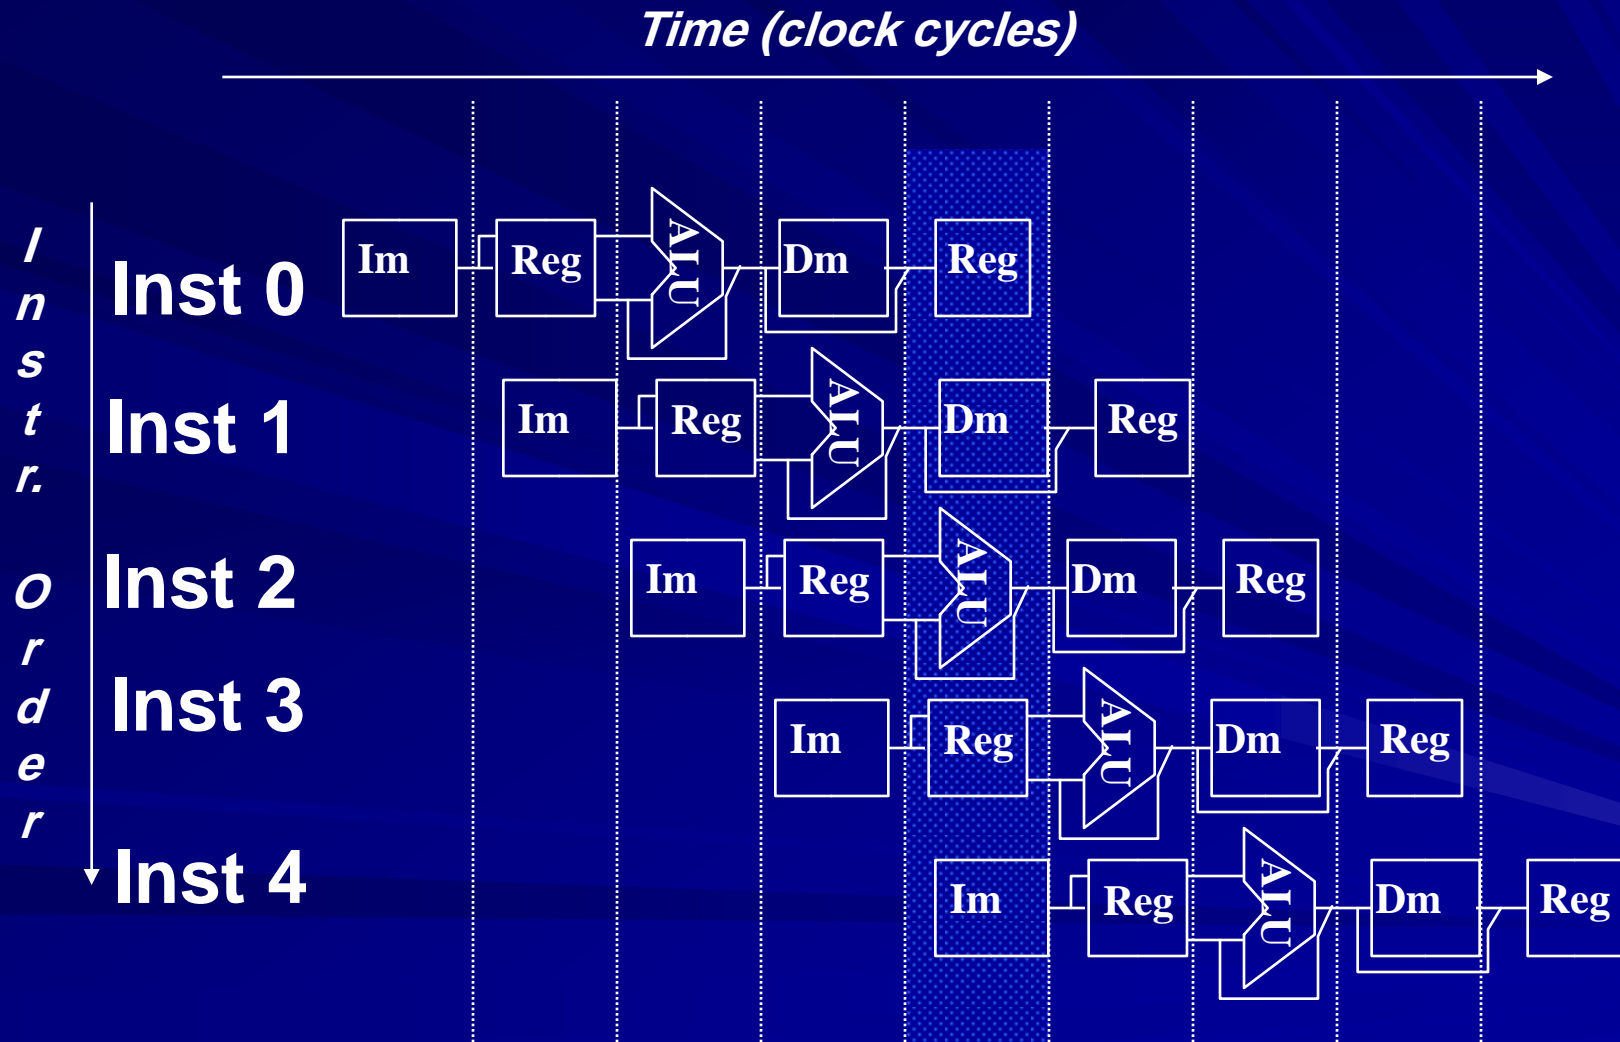 Time (clock cycles)
Instr. Order
Inst 0 Im Reg ALU Dm Reg
Inst 1 Im Reg ALU Dm Reg
Inst 2 Im Reg ALU Dm Reg
Inst 3 Im Reg ALU Dm Reg
Inst 4 Im Reg ALU Dm Reg